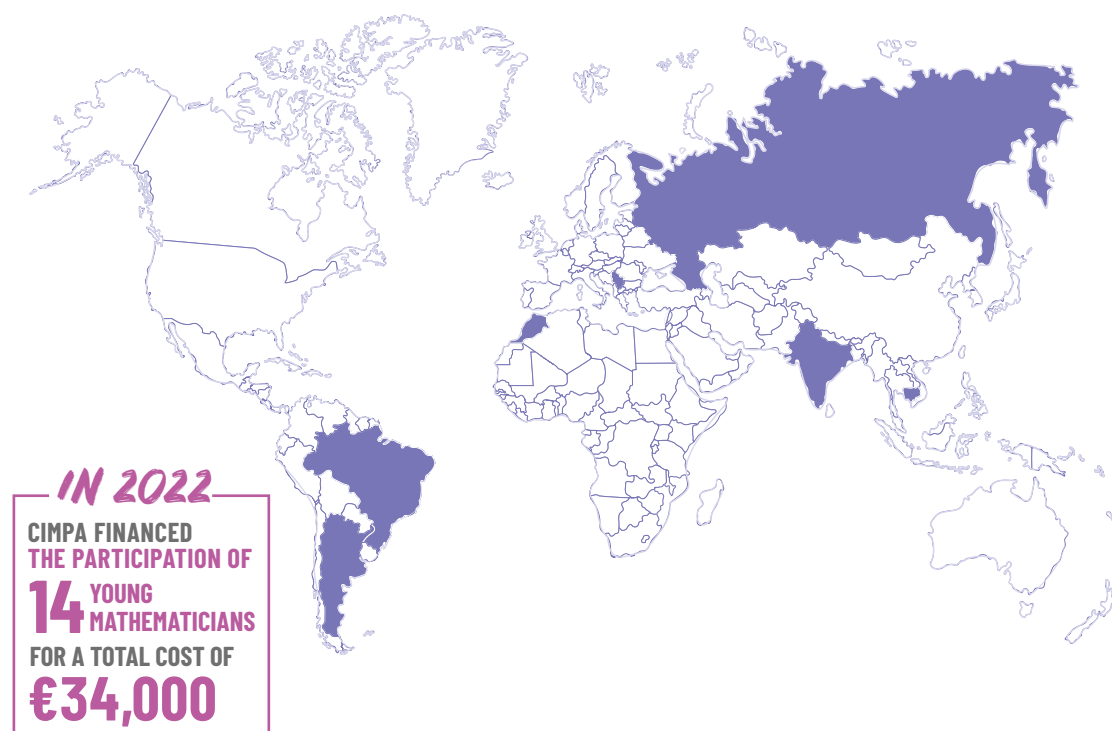 IN 2022
CIMPA FINANCED
THE PARTICIPATION OF
14 YOUNG
MATHEMATICIANS
FOR A TOTAL COST OF
€34,000